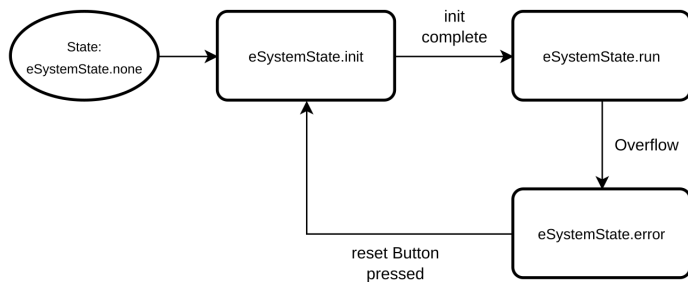 State:
eSystemState.none
eSystemState.init
init
complete
eSystemState.run
Overflow
eSystemState.error
reset Button
pressed